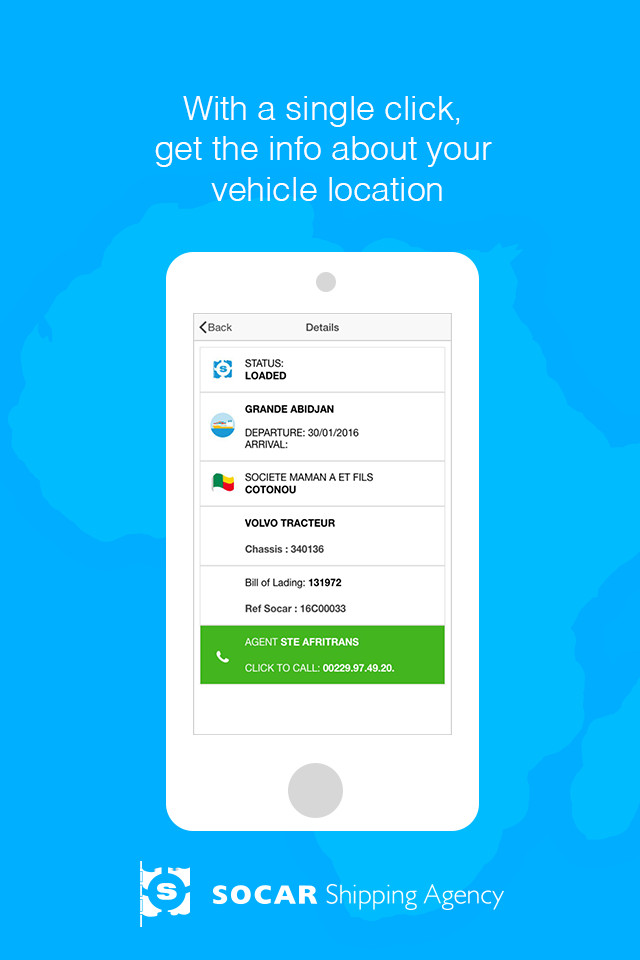 With a single click,
get the info about your
vehicle location
Back
Details
S
STATUS:
LOADED
GRANDE ABIDJAN
DEPARTURE: 30/01/2016
ARRIVAL:
SOCIETE MAMAN A ET FILS
COTONOU
VOLVO TRACTEUR
Chassis : 340136
Bill of Lading: 131972
Ref Socar : 16C00033
AGENT STE AFRITRANS
CLICK TO CALL: 00229.97.49.20.
S
SOCAR Shipping Agency